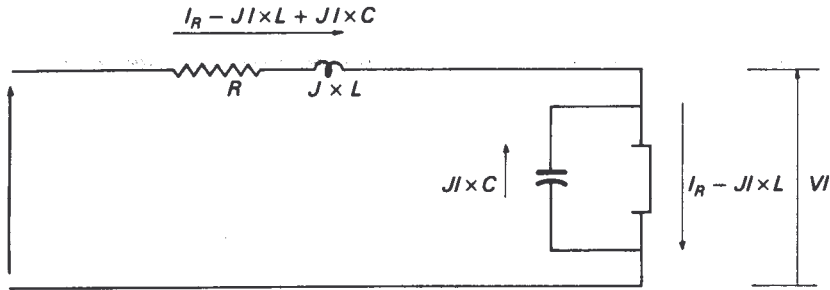 I_R − JI × L + JI × C
R
J × L
JI × C
I_R − JI × L
VI